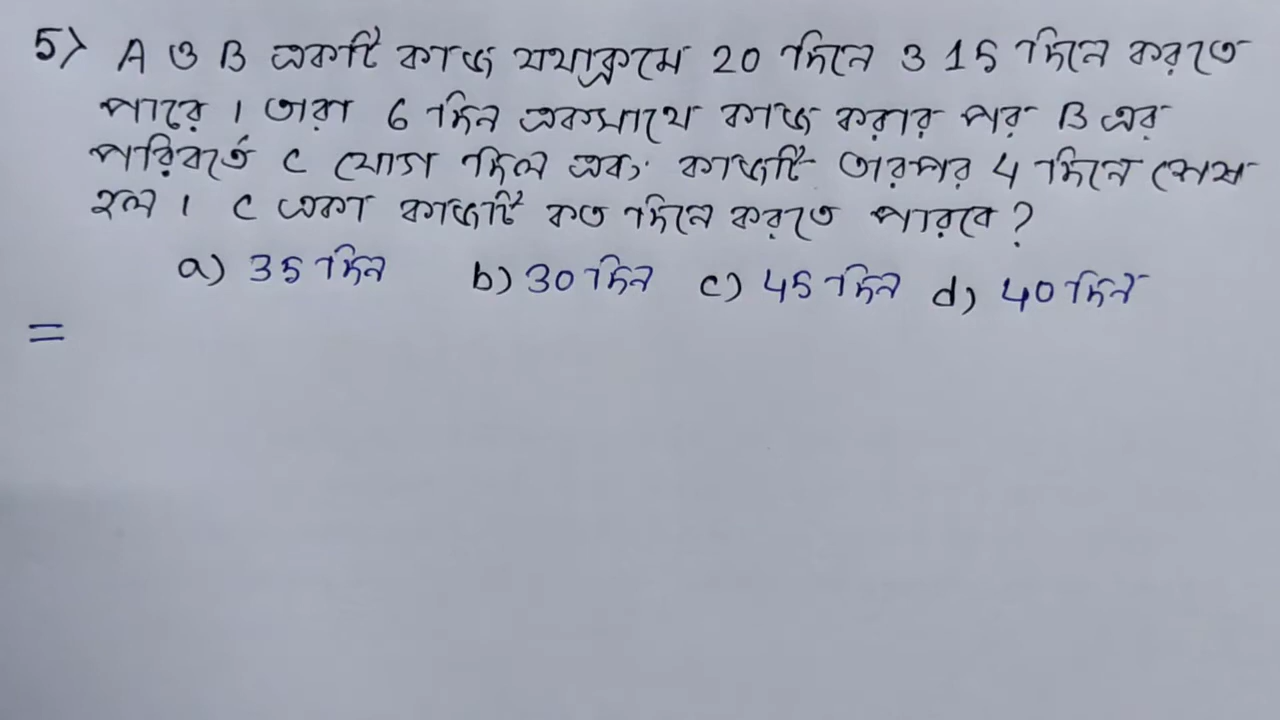 5) A ও B একটি কাজ যথাক্রমে 20 দিনে ও 15 দিনে করতে
পারে। তারা 6 দিন একসাথে কাজ করার পর B এর
পরিবর্তে C যোগ দিল এবং কাজটি তারপর 4 দিনে শেষ
হল। C একা কাজটি কত দিনে করতে পারবে?
a) 35 দিন b) 30 দিন c) 45 দিন d) 40 দিন
=